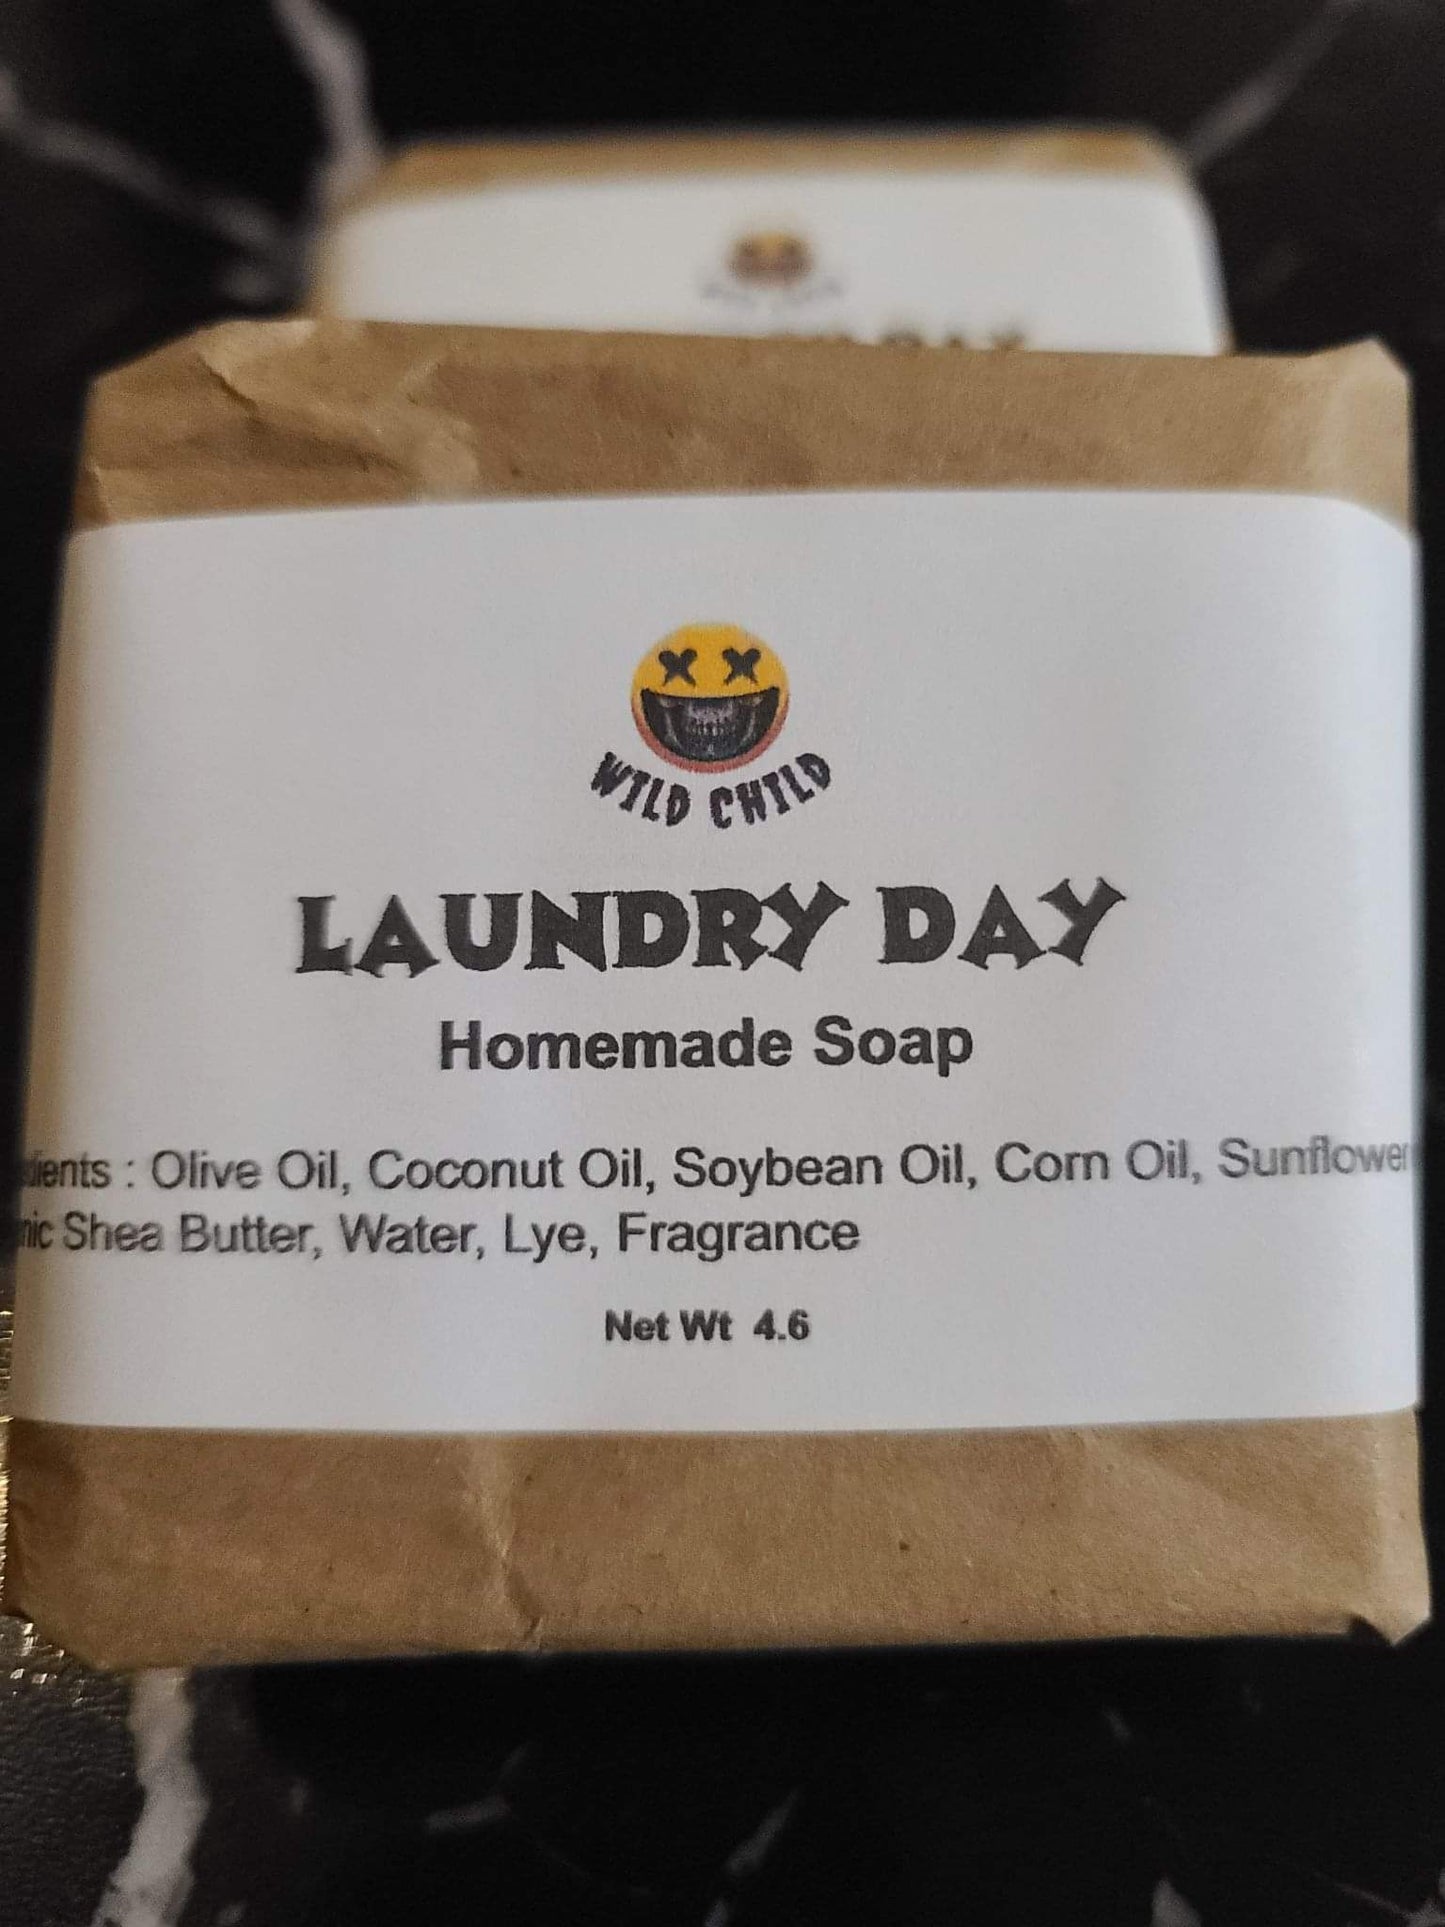 WILD CHILD
LAUNDRY DAY
Homemade Soap
: Olive Oil, Coconut Oil, Soybean Oil, Corn Oil, Sunflower
Shea Butter, Water, Lye, Fragrance
Net Wt 4.6